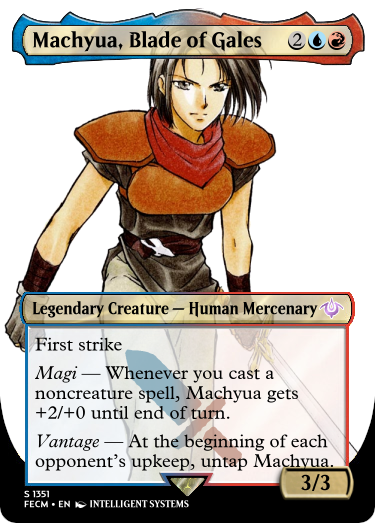 Machyua, Blade of Gales 2
Legendary Creature — Human Mercenary
First strike
Magi — Whenever you cast a
noncreature spell, Machyua gets
+2/+0 until end of turn.
Vantage — At the beginning of each
opponent's upkeep, untap Machyua.
3/3
S 1351
FECM • EN INTELLIGENT SYSTEMS